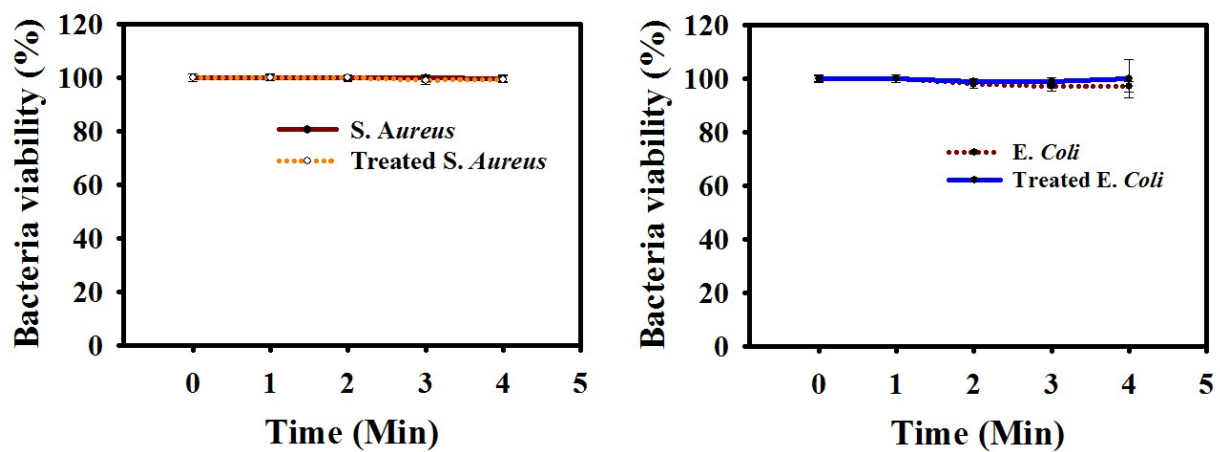 Bacteria viability (%)
120
100
80
60
40
20
0
S. Aureus
Treated S. Aureus
0 1 2 3 4 5
Time (Min)
Bacteria viability (%)
120
100
80
60
40
20
0
E. Coli
Treated E. Coli
0 1 2 3 4 5
Time (Min)